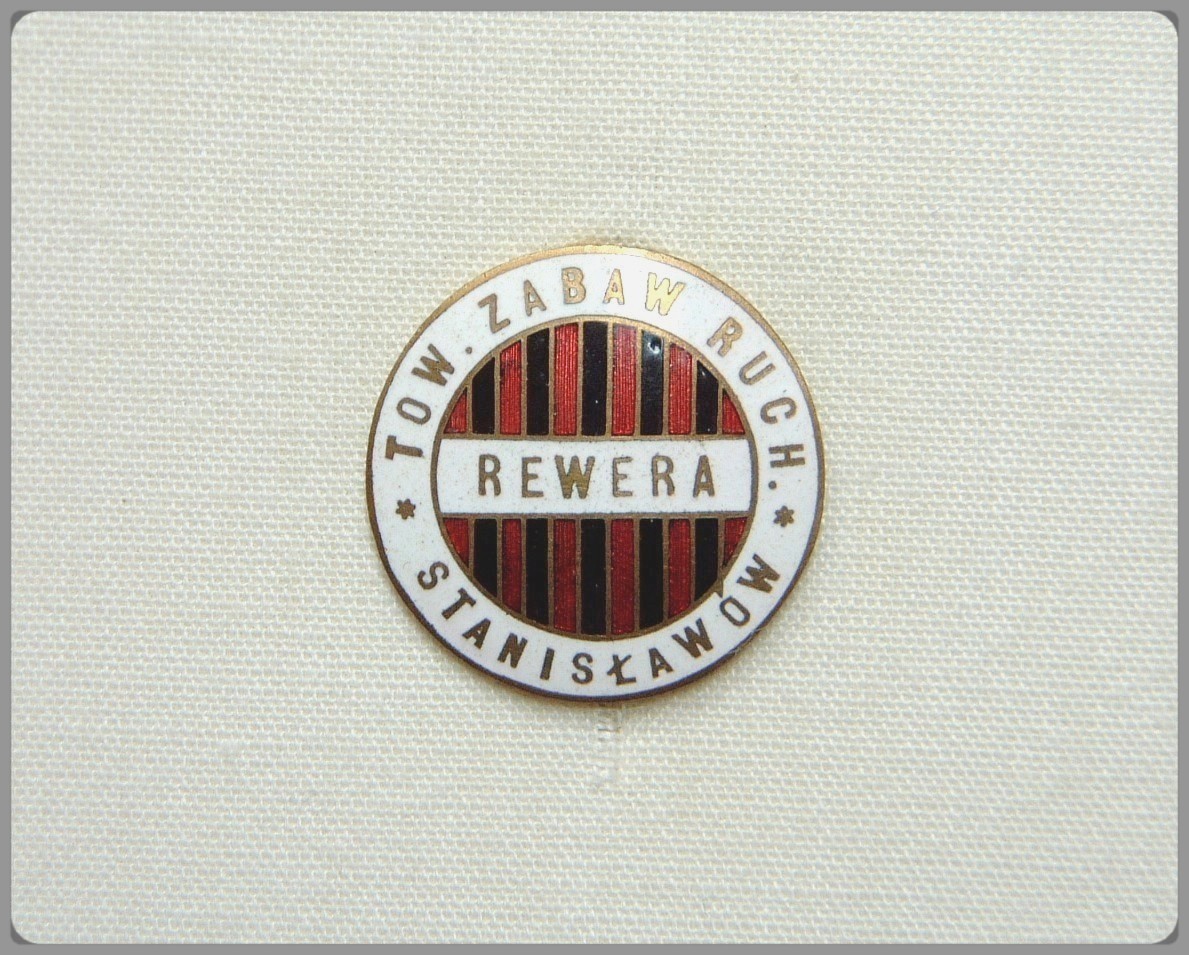 TOW. ZABAW RUCH.
REWERA
* STANISŁAWÓW *